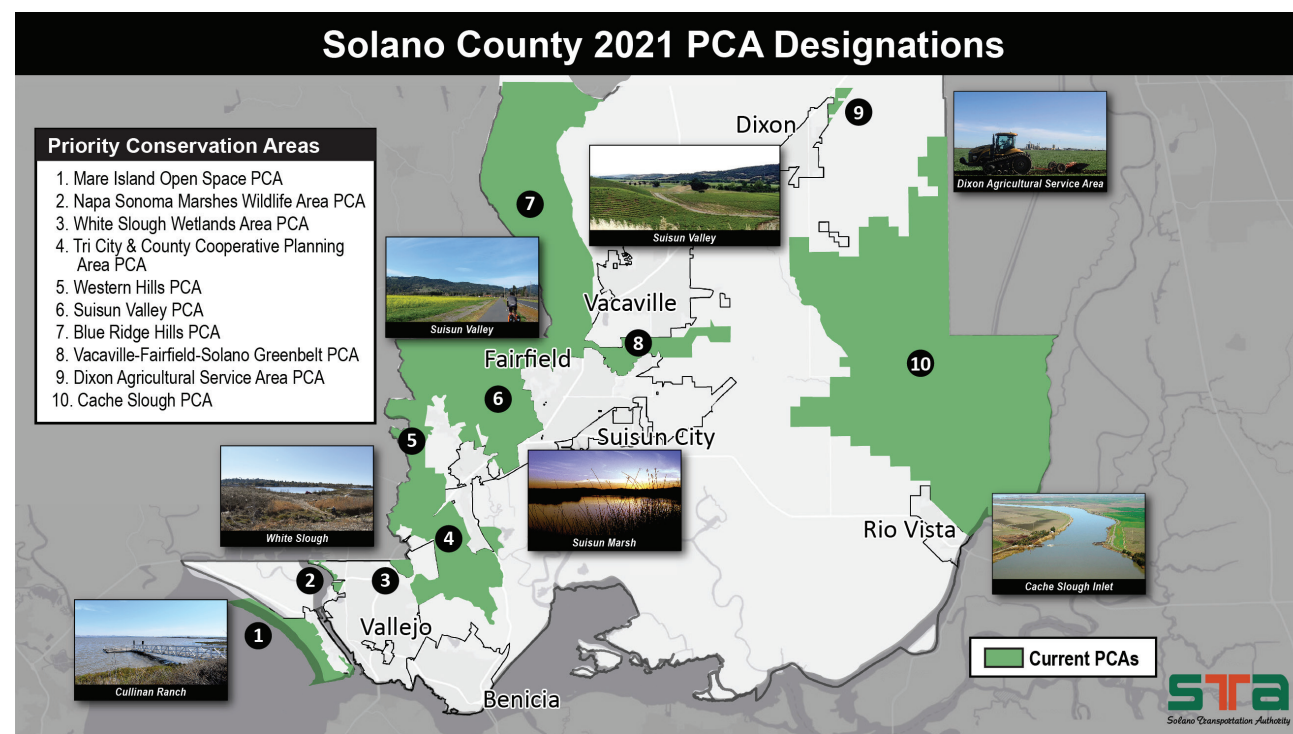 Solano County 2021 PCA Designations
Priority Conservation Areas
1. Mare Island Open Space PCA
2. Napa Sonoma Marshes Wildlife Area PCA
3. White Slough Wetlands Area PCA
4. Tri City & County Cooperative Planning
Area PCA
5. Western Hills PCA
6. Suisun Valley PCA
7. Blue Ridge Hills PCA
8. Vacaville-Fairfield-Solano Greenbelt PCA
9. Dixon Agricultural Service Area PCA
10. Cache Slough PCA
Dixon
9
Dixon Agricultural Service Area
7
Suisun Valley
Suisun Valley
Vacaville
8
Fairfield
10
6
5
Suisun City
White Slough
4
Suisun Marsh
Rio Vista
Cache Slough Inlet
2
3
1
Vallejo
Cullinan Ranch
Benicia
Current PCAs
STA
Solano Transportation Authority